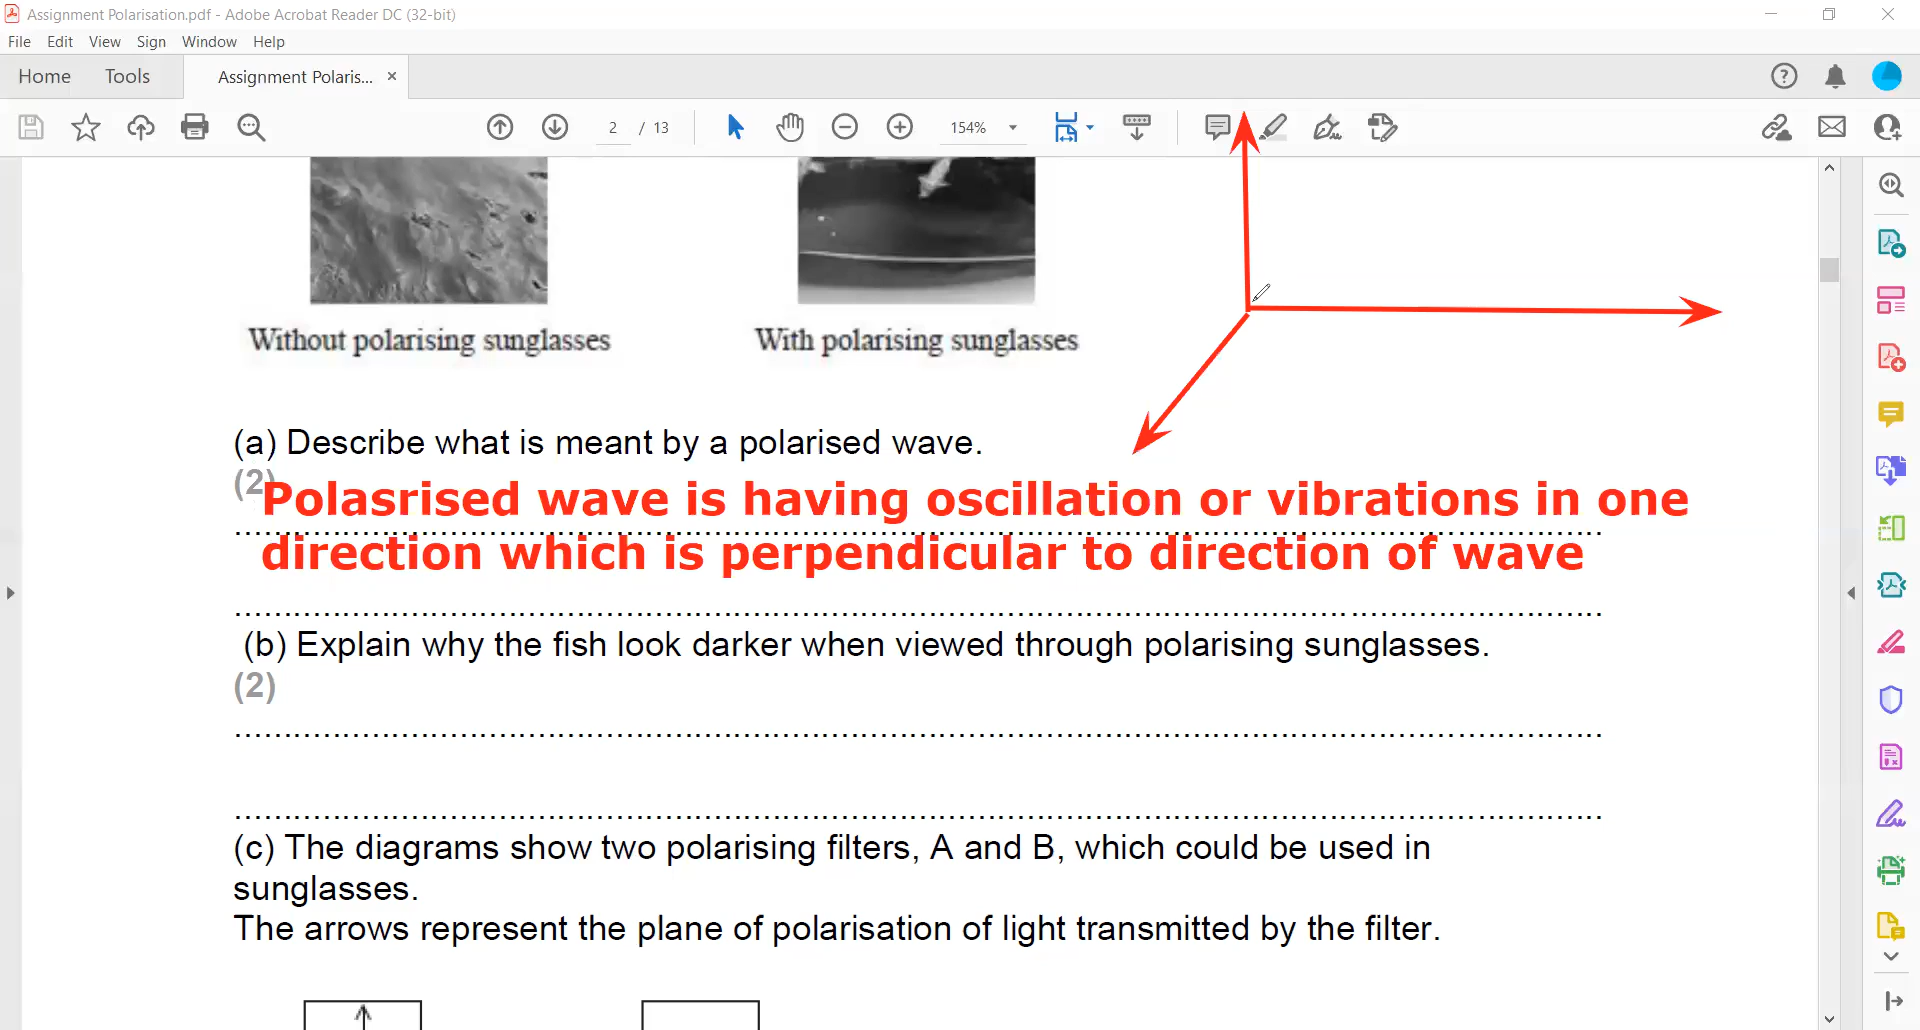 Assignment Polarisation.pdf - Adobe Acrobat Reader DC (32-bit)
File Edit View Sign Window Help
Home Tools Assignment Polaris... ×
2 / 13 154%
Without polarising sunglasses
With polarising sunglasses
(a) Describe what is meant by a polarised wave.
(2)
Polasrised wave is having oscillation or vibrations in one
direction which is perpendicular to direction of wave
(b) Explain why the fish look darker when viewed through polarising sunglasses.
(2)
(c) The diagrams show two polarising filters, A and B, which could be used in
sunglasses.
The arrows represent the plane of polarisation of light transmitted by the filter.